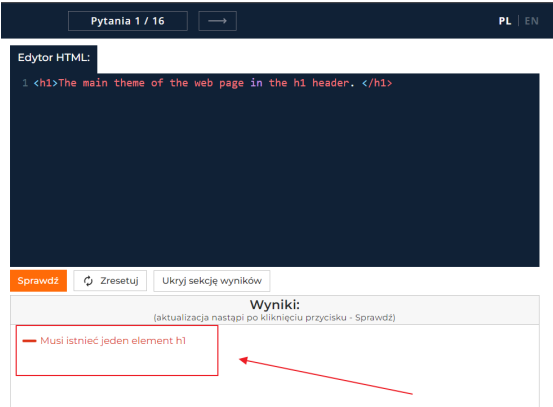 Pytania 1 / 16 → PL | EN
Edytor HTML:
1 <h1>The main theme of the web page in the h1 header. </h1>
Sprawdź Zresetuj Ukryj sekcję wyników
Wyniki:
(aktualizacja nastąpi po kliknięciu przycisku - Sprawdź)
Musi istnieć jeden element h1